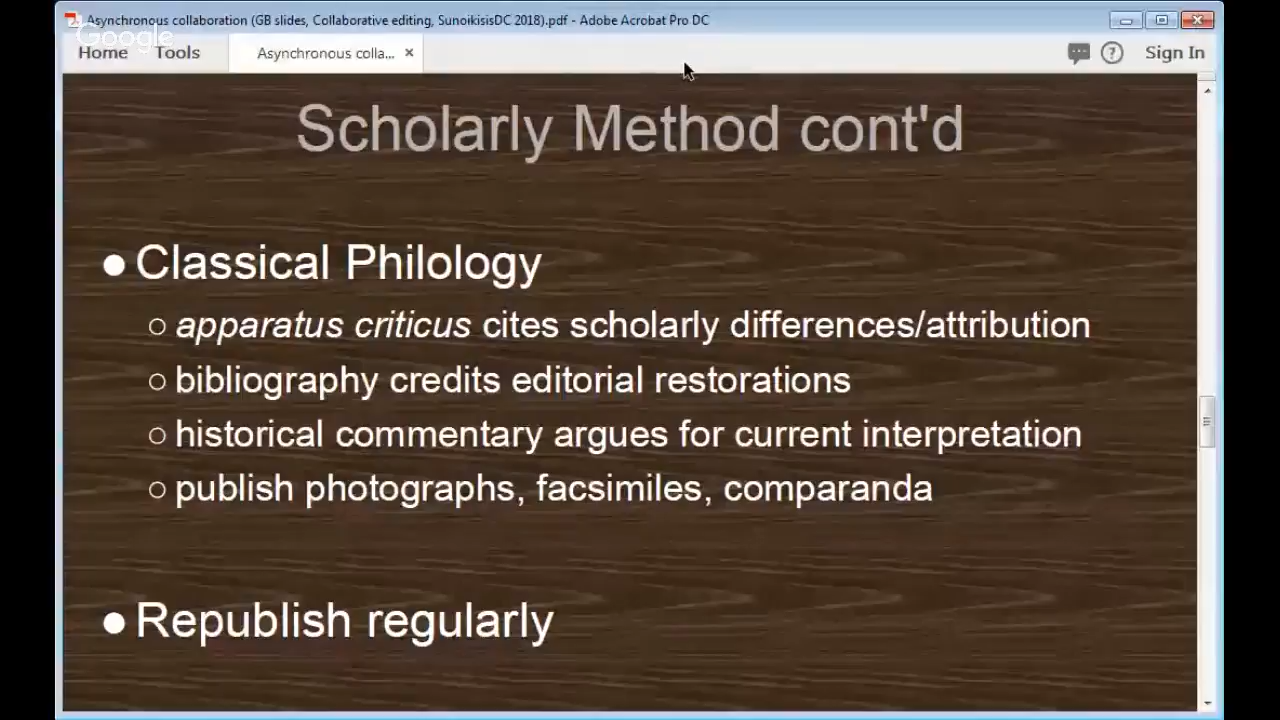 Asynchronous collaboration (GB slides, Collaborative editing, SunoikisisDC 2018).pdf - Adobe Acrobat Pro DC
Google
Home Tools Asynchronous colla... × ? Sign In
Scholarly Method cont'd
● Classical Philology
○ apparatus criticus cites scholarly differences/attribution
○ bibliography credits editorial restorations
○ historical commentary argues for current interpretation
○ publish photographs, facsimiles, comparanda
● Republish regularly